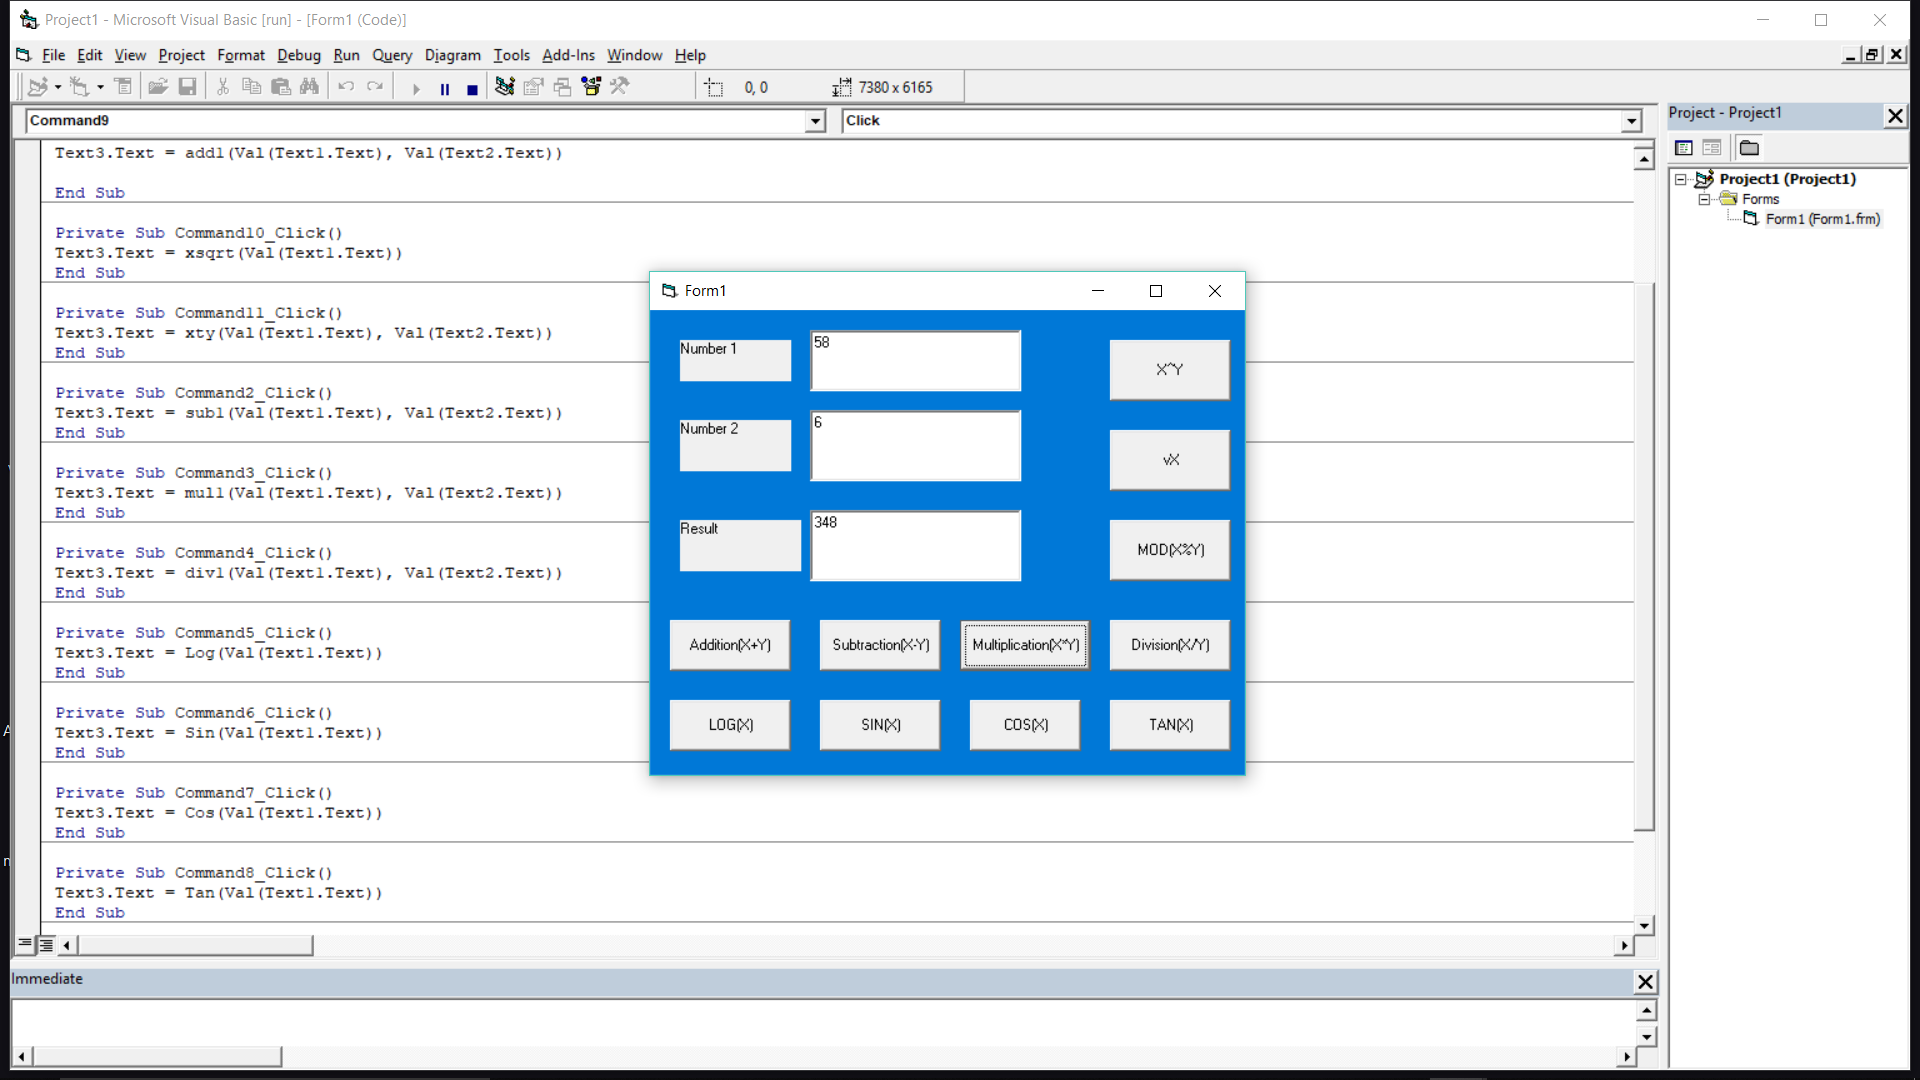 Project1 - Microsoft Visual Basic [run] - [Form1 (Code)]
File Edit View Project Format Debug Run Query Diagram Tools Add-Ins Window Help
0, 0 7380 x 6165
Command9 Click
Text3.Text = add1(Val(Text1.Text), Val(Text2.Text))
End Sub
Private Sub Command10_Click()
Text3.Text = xsqrt(Val(Text1.Text))
End Sub
Private Sub Command11_Click()
Text3.Text = xty(Val(Text1.Text), Val(Text2.Text))
End Sub
Private Sub Command2_Click()
Text3.Text = sub1(Val(Text1.Text), Val(Text2.Text))
End Sub
Private Sub Command3_Click()
Text3.Text = mul1(Val(Text1.Text), Val(Text2.Text))
End Sub
Private Sub Command4_Click()
Text3.Text = div1(Val(Text1.Text), Val(Text2.Text))
End Sub
Private Sub Command5_Click()
Text3.Text = Log(Val(Text1.Text))
End Sub
Private Sub Command6_Click()
Text3.Text = Sin(Val(Text1.Text))
End Sub
Private Sub Command7_Click()
Text3.Text = Cos(Val(Text1.Text))
End Sub
Private Sub Command8_Click()
Text3.Text = Tan(Val(Text1.Text))
End Sub
Form1
Number 1 58 X^Y
Number 2 6 √X
Result 348 MOD(X%Y)
Addition(X+Y) Subtraction(X-Y) Multiplication(X*Y) Division(X/Y)
LOG(X) SIN(X) COS(X) TAN(X)
Immediate
Project - Project1
Project1 (Project1)
Forms
Form1 (Form1.frm)